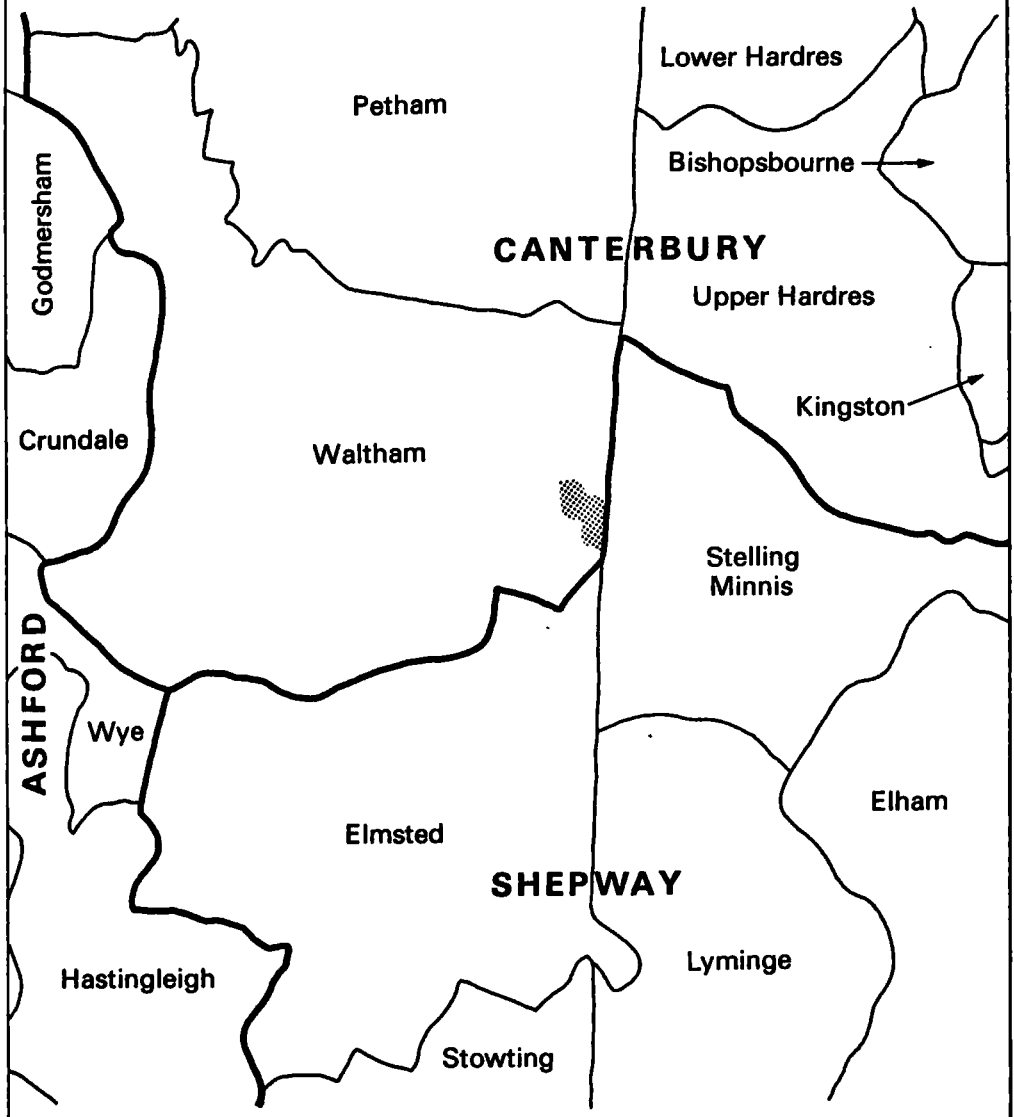 Lower Hardres
Petham
Bishopsbourne
Godmersham
CANTERBURY
Upper Hardres
Kingston
Crundale
Waltham
Stelling
Minnis
ASHFORD
Wye
Elham
Elmsted
SHEPWAY
Lyminge
Hastingleigh
Stowting